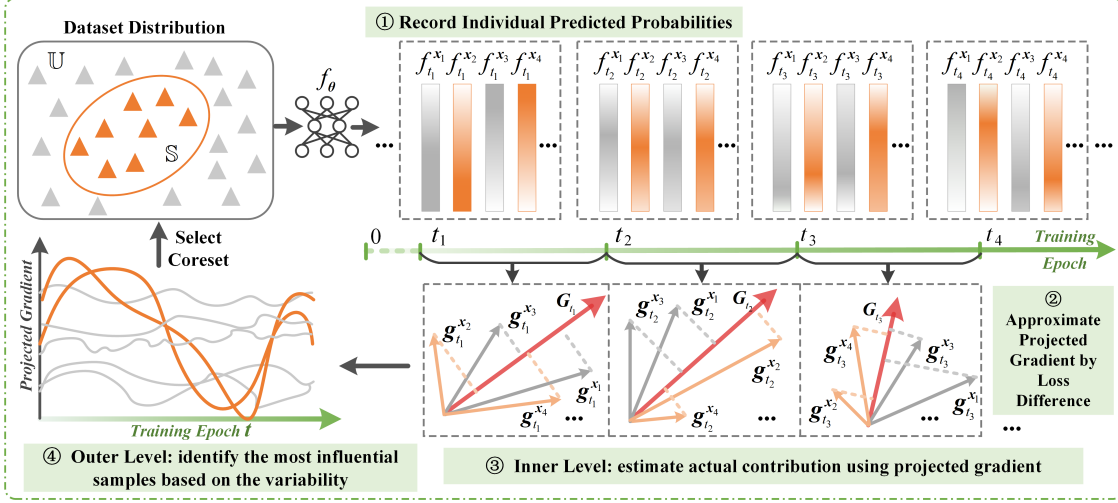 Dataset Distribution
① Record Individual Predicted Probabilities
𝕌
𝕊
f_θ
...
f_{t_1}^{x_1} f_{t_1}^{x_2} f_{t_1}^{x_3} f_{t_1}^{x_4}
...
f_{t_2}^{x_1} f_{t_2}^{x_2} f_{t_2}^{x_3} f_{t_2}^{x_4}
...
f_{t_3}^{x_1} f_{t_3}^{x_2} f_{t_3}^{x_3} f_{t_3}^{x_4}
...
f_{t_4}^{x_1} f_{t_4}^{x_2} f_{t_4}^{x_3} f_{t_4}^{x_4}
... ...
0 t_1 t_2 t_3 t_4
Training
Epoch
Select
Coreset
Projected Gradient
Training Epoch t
g_{t_1}^{x_2} g_{t_1}^{x_3} G_{t_1} g_{t_1}^{x_1} g_{t_1}^{x_4} ...
g_{t_2}^{x_3} g_{t_2}^{x_1} G_{t_2} g_{t_2}^{x_2} g_{t_2}^{x_4} ...
g_{t_3}^{x_4} G_{t_3} g_{t_3}^{x_3} g_{t_3}^{x_1} g_{t_3}^{x_2} ...
②
Approximate
Projected
Gradient by
Loss
Difference
...
④ Outer Level: identify the most influential
samples based on the variability
③ Inner Level: estimate actual contribution using projected gradient